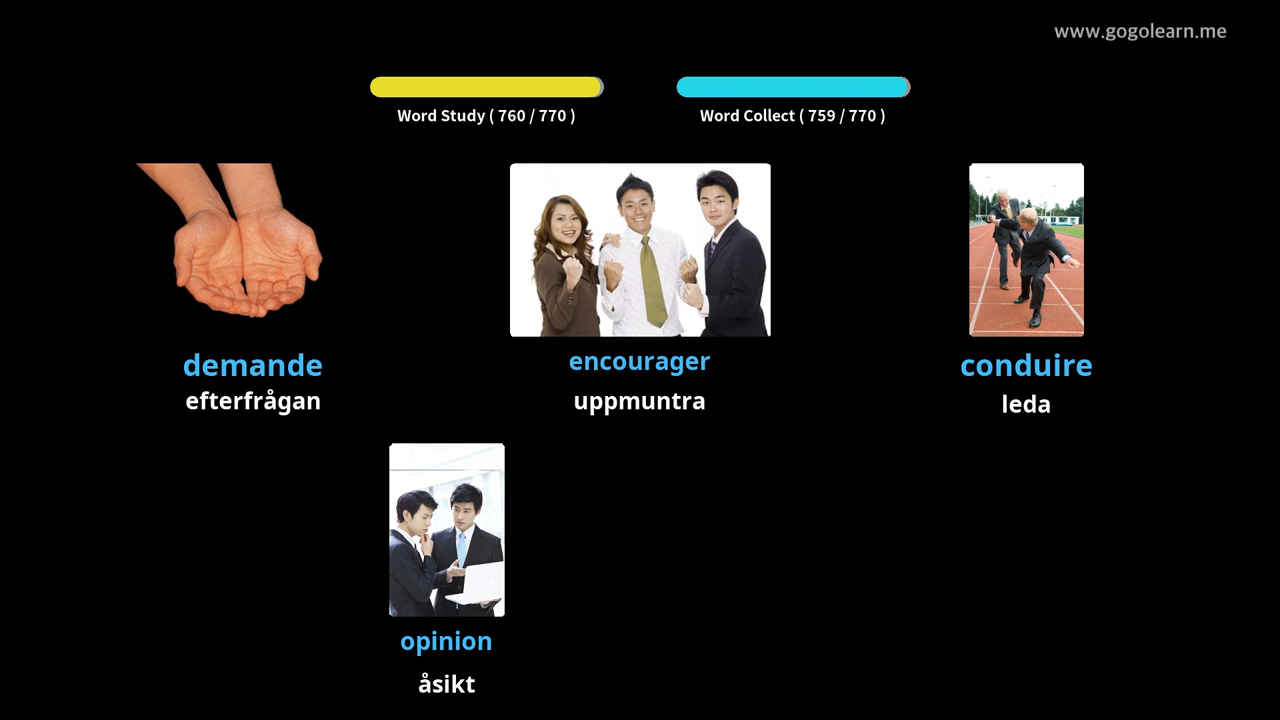 www.gogolearn.me
Word Study ( 760 / 770 )
Word Collect ( 759 / 770 )
demande
efterfrågan
encourager
uppmuntra
conduire
leda
opinion
åsikt